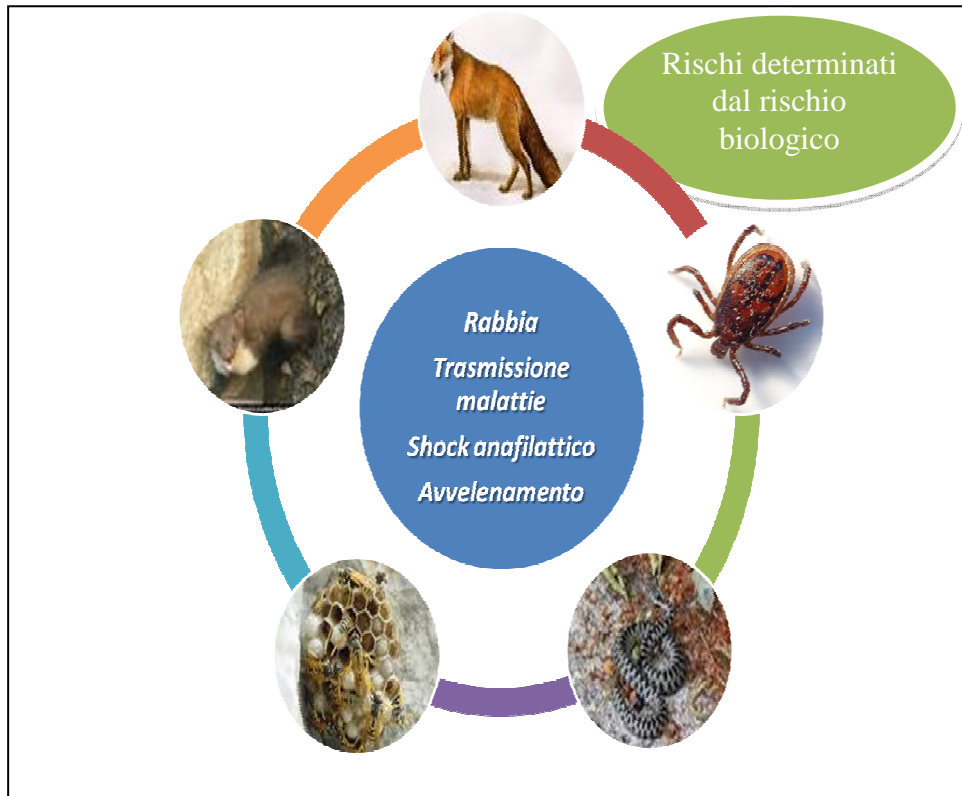 Rischi determinati
dal rischio
biologico
Rabbia
Trasmissione
malattie
Shock anafilattico
Avvelenamento